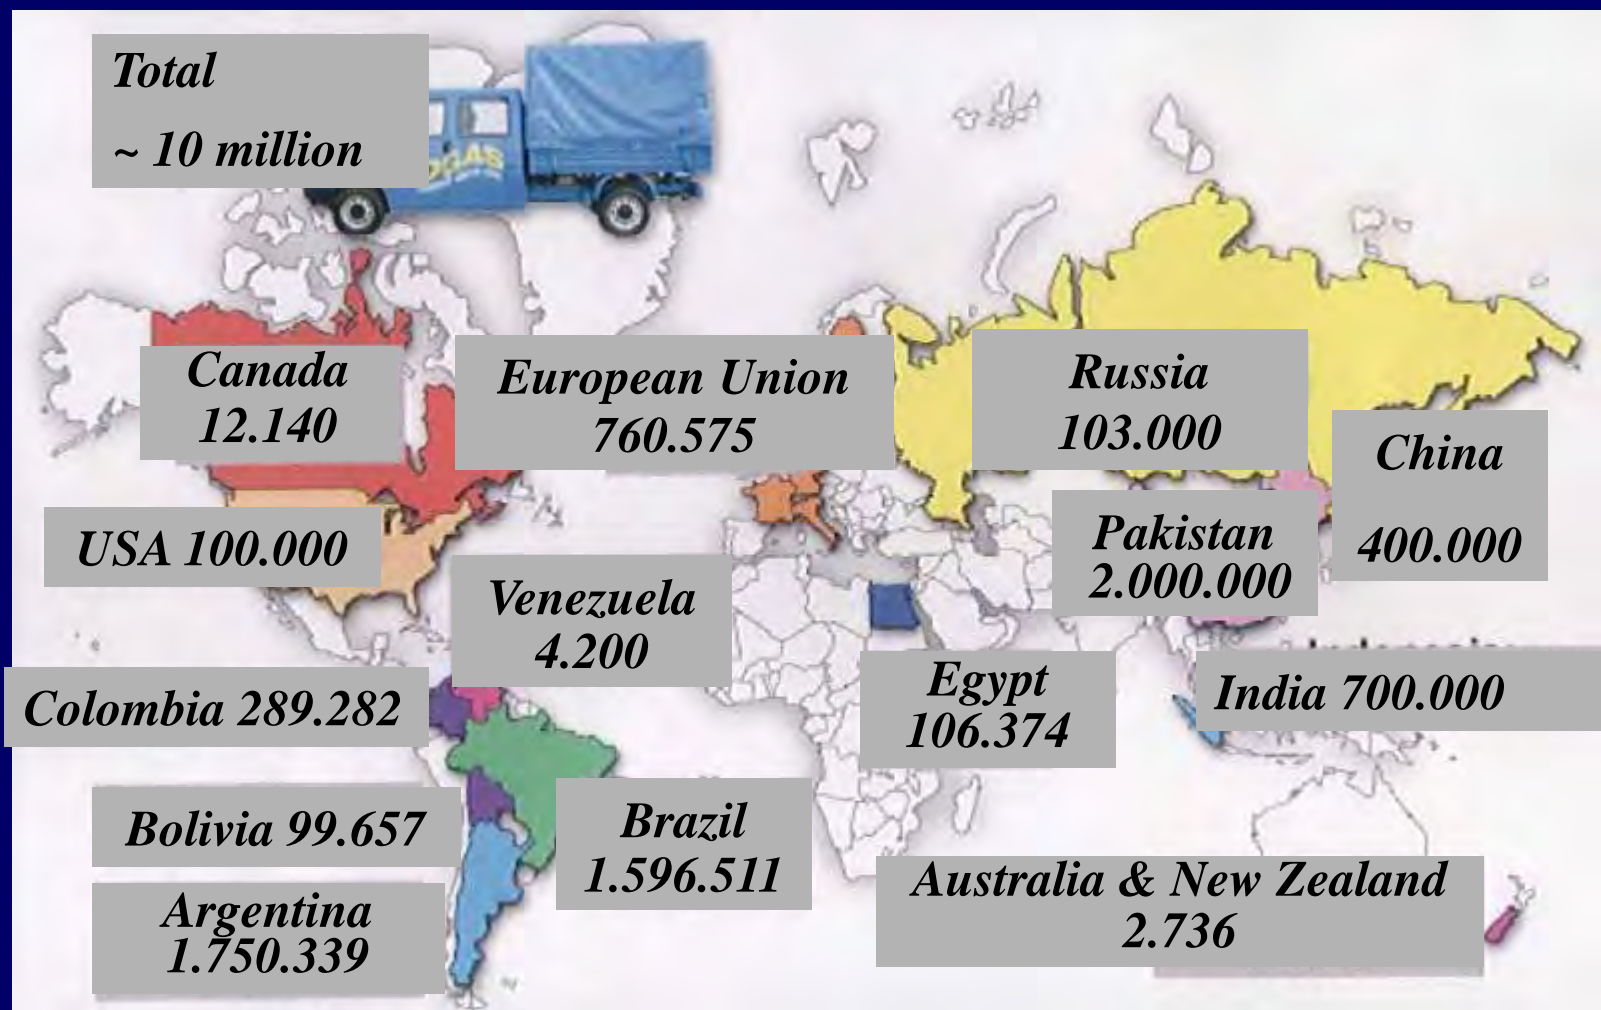 Total
~ 10 million
Canada
12.140
European Union
760.575
Russia
103.000
China
400.000
USA 100.000
Pakistan
2.000.000
Venezuela
4.200
Egypt
106.374
India 700.000
Colombia 289.282
Bolivia 99.657
Brazil
1.596.511
Argentina
1.750.339
Australia & New Zealand
2.736